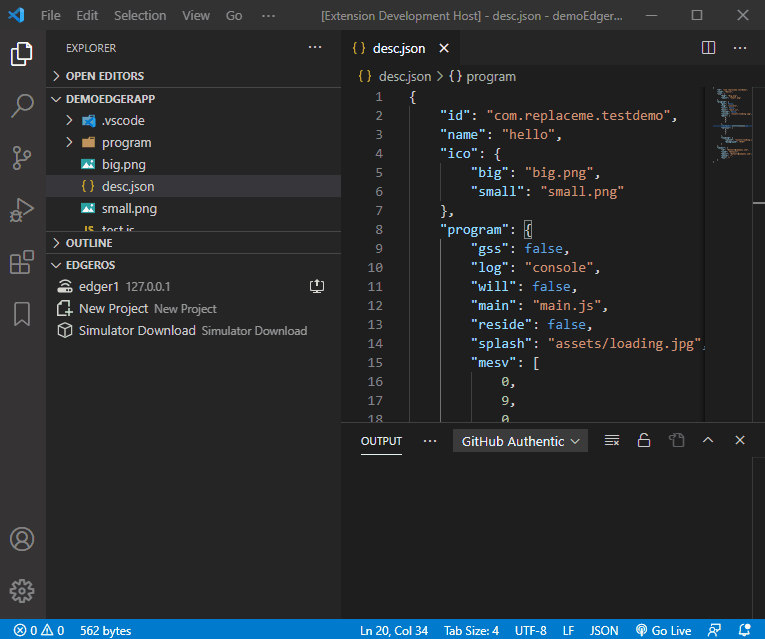 File Edit Selection View Go ··· [Extension Development Host] - desc.json - demoEdger...
EXPLORER ···
OPEN EDITORS
DEMOEDGERAPP
.vscode
program
big.png
{ } desc.json
small.png
JS test.js
OUTLINE
EDGEROS
edger1 127.0.0.1
New Project New Project
Simulator Download Simulator Download
{ } desc.json ···
{ } desc.json > { } program
1 {
2 "id": "com.replaceme.testdemo",
3 "name": "hello",
4 "ico": {
5 "big": "big.png",
6 "small": "small.png"
7 },
8 "program": {
9 "gss": false,
10 "log": "console",
11 "will": false,
12 "main": "main.js",
13 "reside": false,
14 "splash": "assets/loading.jpg",
15 "mesv": [
16 0,
17 9,
18 0
OUTPUT ··· GitHub Authentic
0 0 562 bytes Ln 20, Col 34 Tab Size: 4 UTF-8 LF JSON Go Live